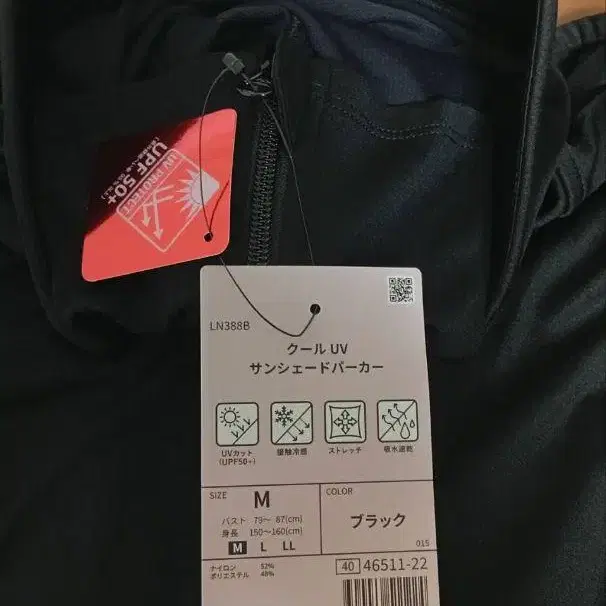 UV PROTECT
UPF 50+
LN388B
クール UV
サンシェードパーカー
UVカット
(UPF50+)
接触冷感
ストレッチ
吸水速乾
SIZE M
バスト 79〜 87(cm)
身長 150〜160(cm)
M L LL
COLOR
ブラック
015
ナイロン 52%
ポリエステル 48%
40 46511-22